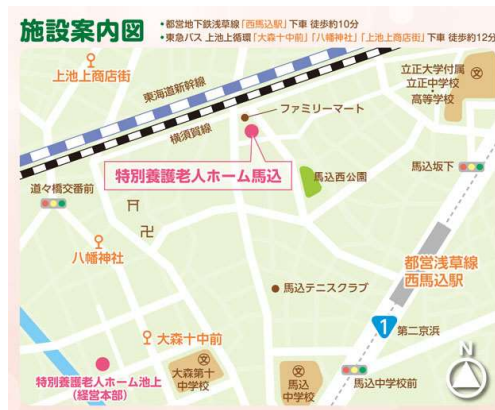 施設案内図
•都営地下鉄浅草線「西馬込駅」下車 徒歩約10分
•東急バス 上池上循環「大森十中前」「八幡神社」「上池上商店街」下車 徒歩約12分
上池上商店街
東海道新幹線
横須賀線
ファミリーマート
立正大学付属
立正中学校
・
高等学校
文
特別養護老人ホーム馬込
馬込西公園
馬込坂下
道々橋交番前
八幡神社
都営浅草線
西馬込駅
馬込テニスクラブ
1 第二京浜
大森十中前
文
大森第十
中学校
特別養護老人ホーム池上
(経営本部)
文
馬込
中学校
馬込中学校前
N